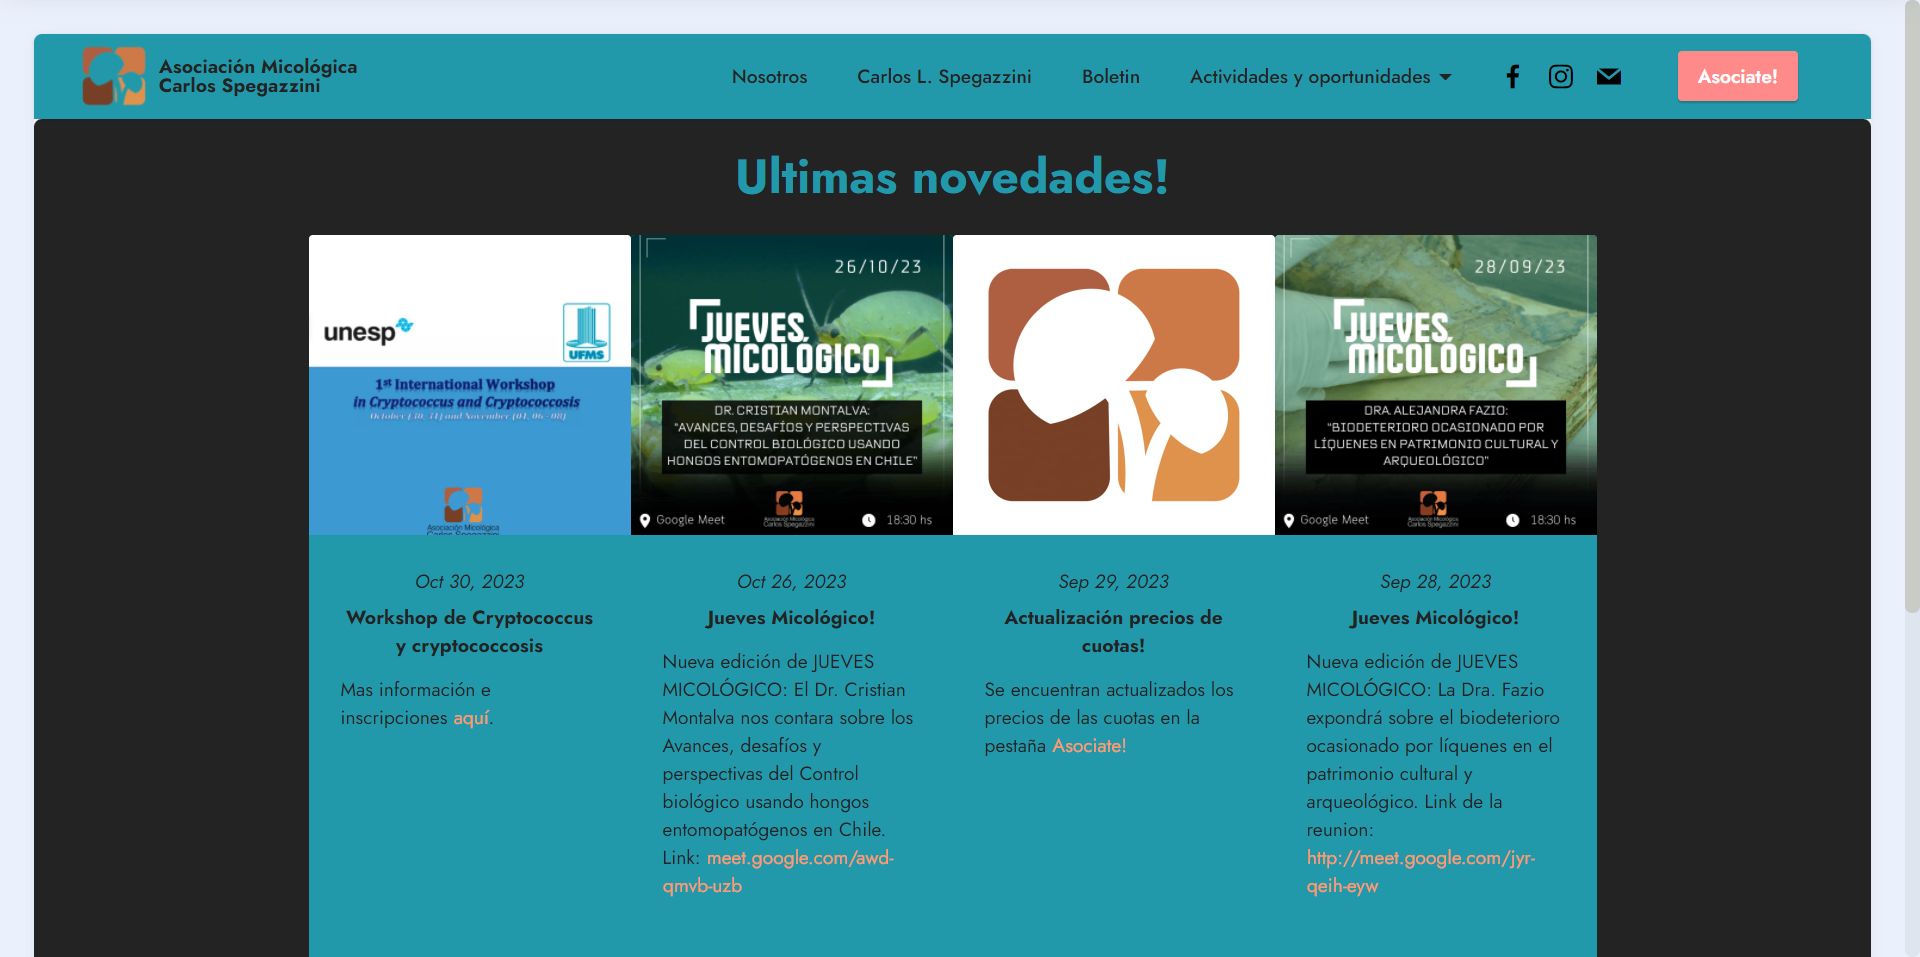 Asociación Micológica
Carlos Spegazzini
Nosotros
Carlos L. Spegazzini
Boletin
Actividades y oportunidades
Asociate!
Ultimas novedades!
unesp
UFMS
1st International Workshop
in Cryptococcus and Cryptococcosis
October (30, 31) and November (01, 06 - 08)
Asociación Micológica
Carlos Spegazzini
26/10/23
JUEVES
MICOLÓGICO
DR. CRISTIAN MONTALVA:
"AVANCES, DESAFÍOS Y PERSPECTIVAS
DEL CONTROL BIOLÓGICO USANDO
HONGOS ENTOMOPATÓGENOS EN CHILE"
Google Meet
Asociación Micológica
Carlos Spegazzini
18:30 hs
28/09/23
JUEVES
MICOLÓGICO
DRA. ALEJANDRA FAZIO:
"BIODETERIORO OCASIONADO POR
LÍQUENES EN PATRIMONIO CULTURAL Y
ARQUEOLÓGICO"
Google Meet
Asociación Micológica
Carlos Spegazzini
18:30 hs
Oct 30, 2023
Workshop de Cryptococcus
y cryptococcosis
Mas información e
inscripciones aquí.
Oct 26, 2023
Jueves Micológico!
Nueva edición de JUEVES
MICOLÓGICO: El Dr. Cristian
Montalva nos contara sobre los
Avances, desafíos y
perspectivas del Control
biológico usando hongos
entomopatógenos en Chile.
Link: meet.google.com/awd-
qmvb-uzb
Sep 29, 2023
Actualización precios de
cuotas!
Se encuentran actualizados los
precios de las cuotas en la
pestaña Asociate!
Sep 28, 2023
Jueves Micológico!
Nueva edición de JUEVES
MICOLÓGICO: La Dra. Fazio
expondrá sobre el biodeterioro
ocasionado por líquenes en el
patrimonio cultural y
arqueológico. Link de la
reunion:
http://meet.google.com/jyr-
qeih-eyw